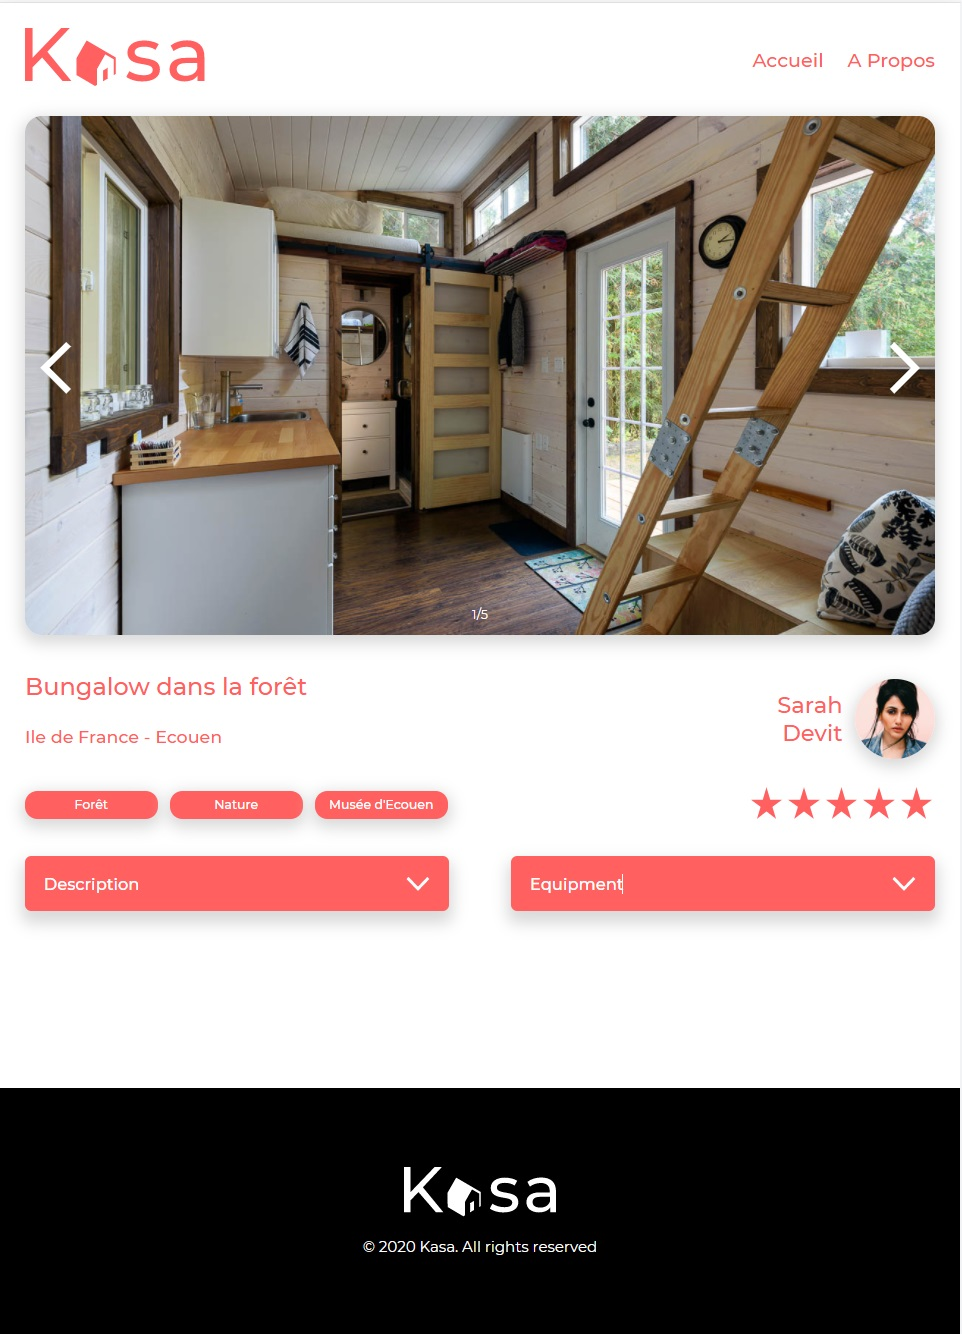 Kasa
Accueil A Propos
1/5
Bungalow dans la forêt
Sarah
Devit
Ile de France - Ecouen
Forêt Nature Musée d'Ecouen
Description Equipment
Kasa
© 2020 Kasa. All rights reserved